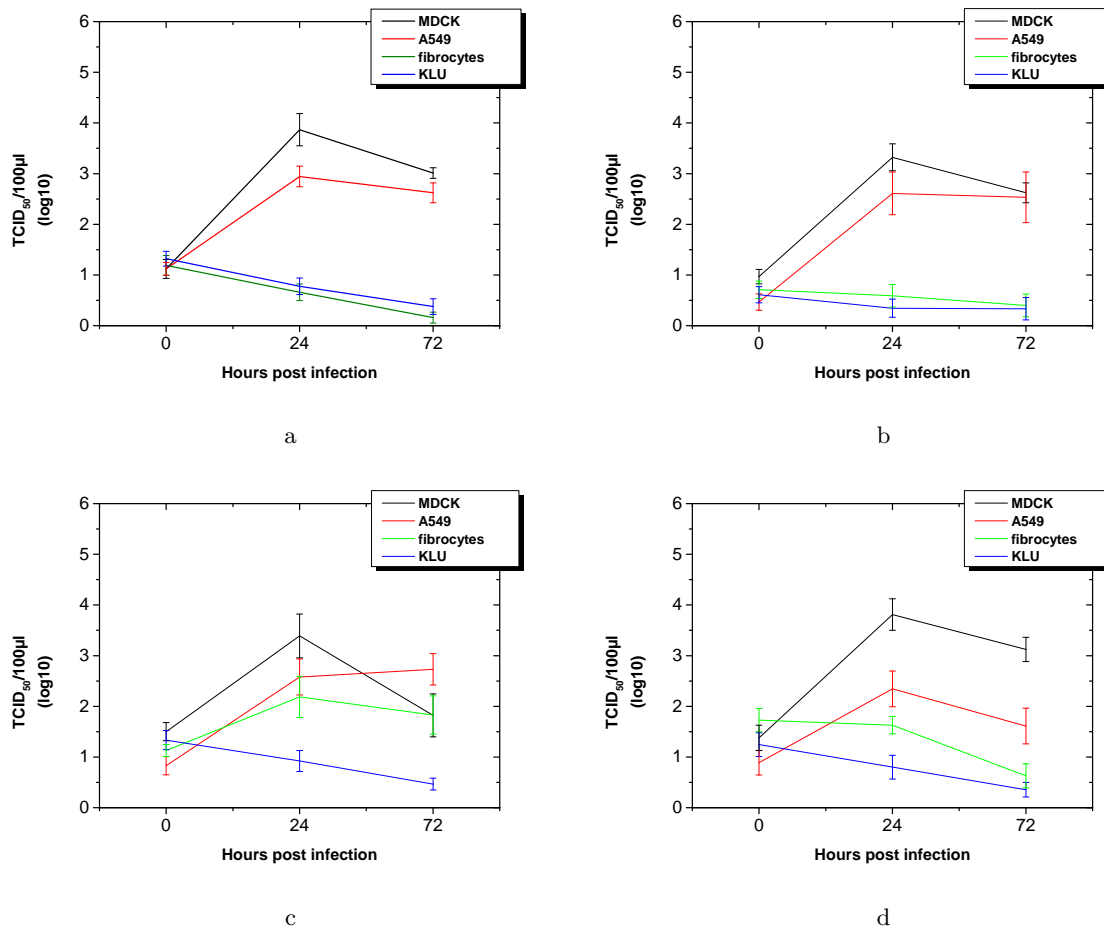 6
5
4
3
2
1
0
TCID50/100µl
(log10)
0 24 72
Hours post infection
MDCK
A549
fibrocytes
KLU
a
6
5
4
3
2
1
0
TCID50/100µl
(log10)
0 24 72
Hours post infection
MDCK
A549
fibrocytes
KLU
b
6
5
4
3
2
1
0
TCID50/100µl
(log10)
0 24 72
Hours post infection
MDCK
A549
fibrocytes
KLU
c
6
5
4
3
2
1
0
TCID50/100µl
(log10)
0 24 72
Hours post infection
MDCK
A549
fibrocytes
KLU
d